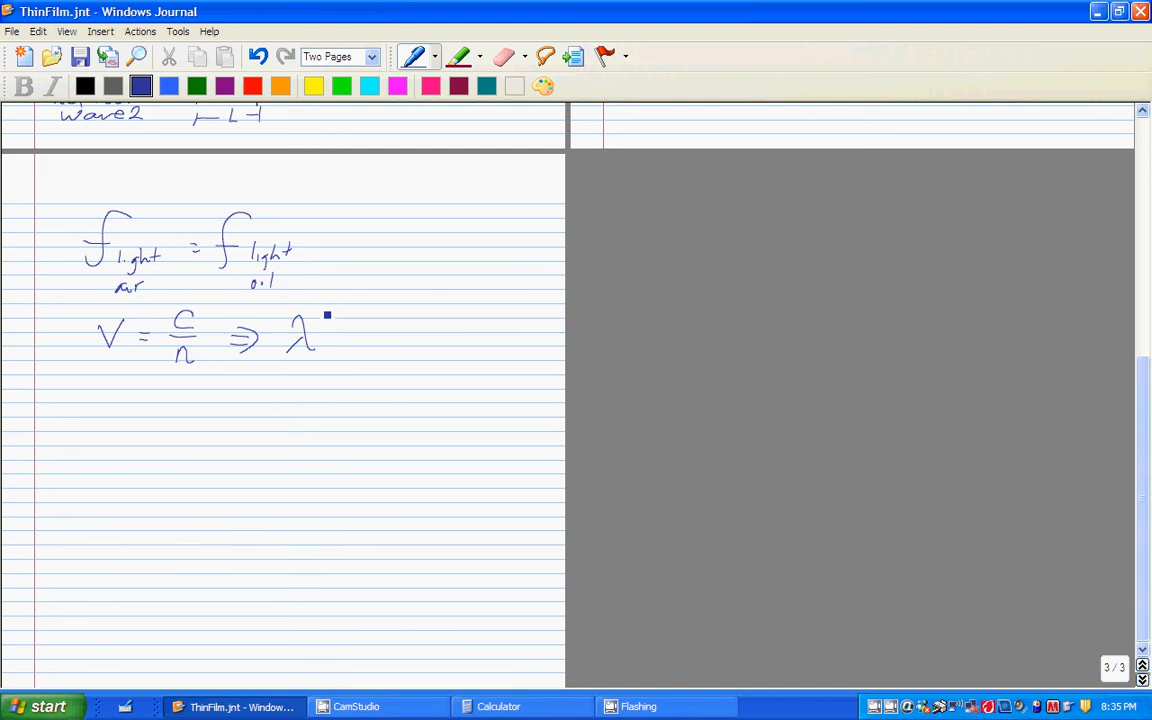 ThinFilm.jnt - Windows Journal
File Edit View Insert Actions Tools Help
Two Pages
B I
wave2
f light air = f light oil
V = c/n ⇒ λ
3 / 3
start ThinFilm.jnt - Window... CamStudio Calculator Flashing 8:35 PM